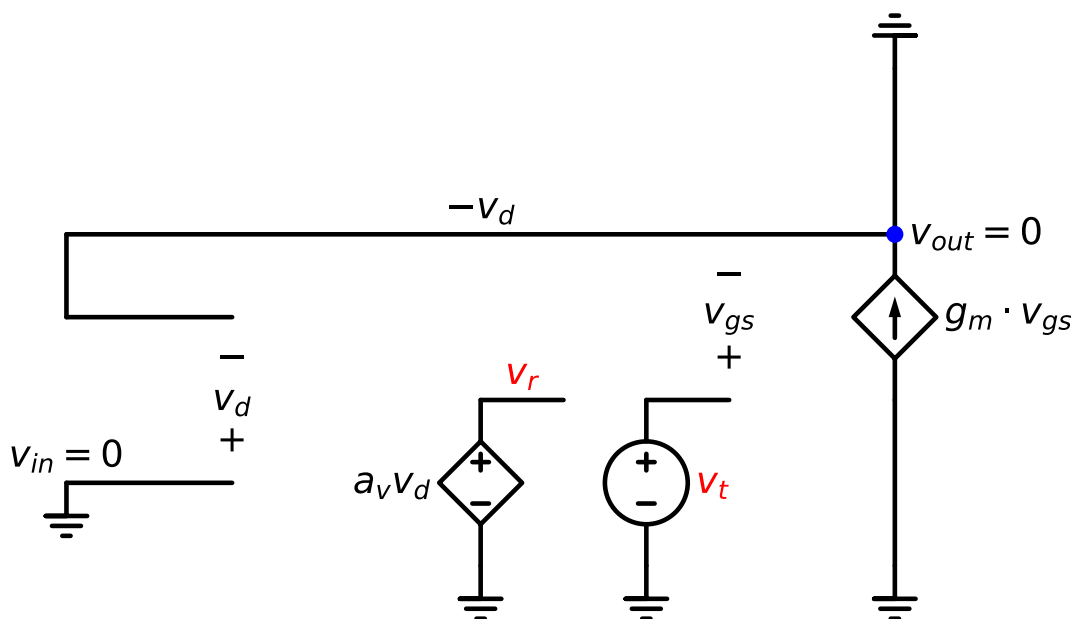 −v_d
v_out = 0
−
v_gs
+
g_m · v_gs
−
v_d
+
v_r
v_in = 0
a_v v_d
+
−
+
−
v_t